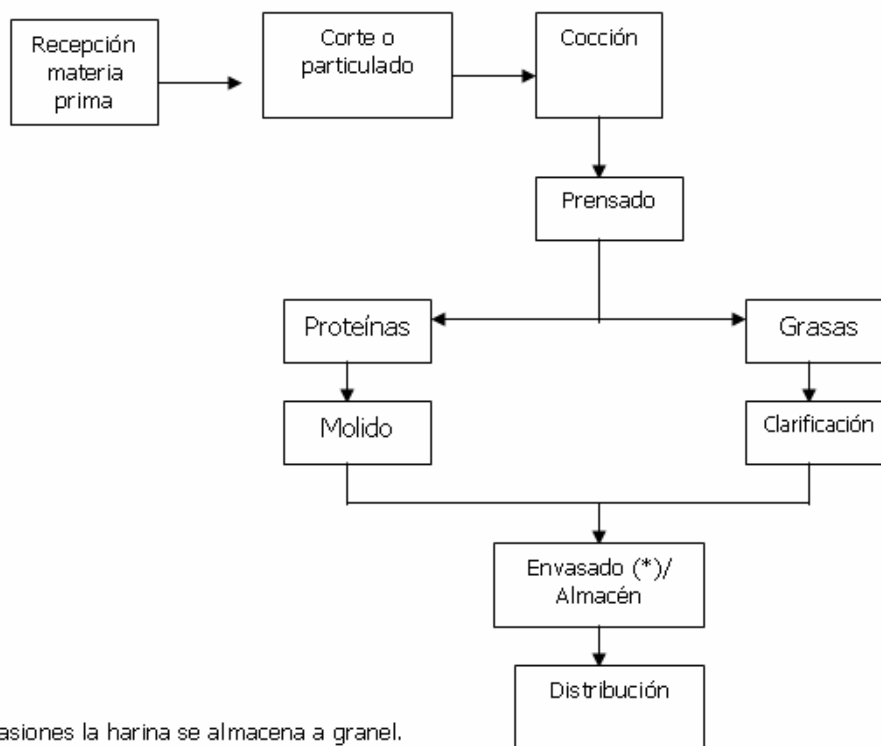 Recepción
materia
prima
Corte o
particulado
Cocción
Prensado
Proteínas
Grasas
Molido
Clarificación
Envasado (*)/
Almacén
Distribución
asiones la harina se almacena a granel.